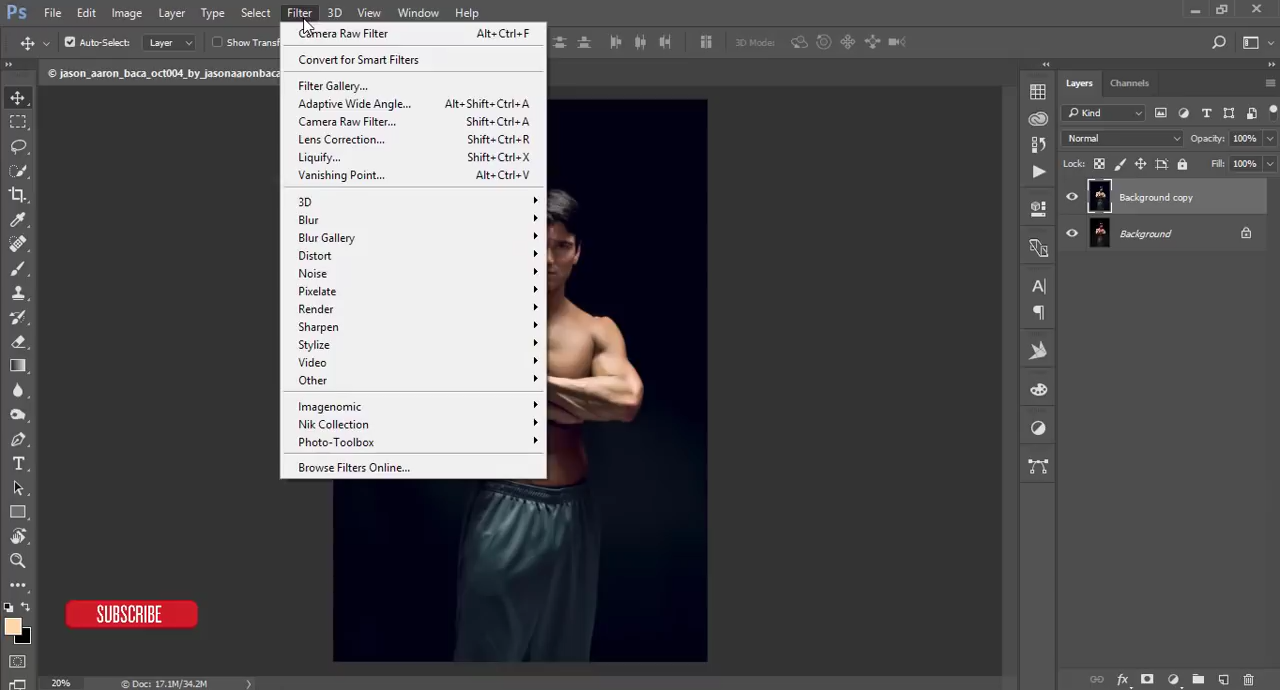 Ps File Edit Image Layer Type Select Filter 3D View Window Help
Auto-Select: Layer Show Transf 3D Mode:
© jason_aaron_baca_oct004_by_jasonaaronbaca
Camera Raw Filter Alt+Ctrl+F
Convert for Smart Filters
Filter Gallery...
Adaptive Wide Angle... Alt+Shift+Ctrl+A
Camera Raw Filter... Shift+Ctrl+A
Lens Correction... Shift+Ctrl+R
Liquify... Shift+Ctrl+X
Vanishing Point... Alt+Ctrl+V
3D
Blur
Blur Gallery
Distort
Noise
Pixelate
Render
Sharpen
Stylize
Video
Other
Imagenomic
Nik Collection
Photo-Toolbox
Browse Filters Online...
Layers Channels
Kind
Normal Opacity: 100%
Lock: Fill: 100%
Background copy
Background
SUBSCRIBE
20% © Doc: 17.1M/34.2M